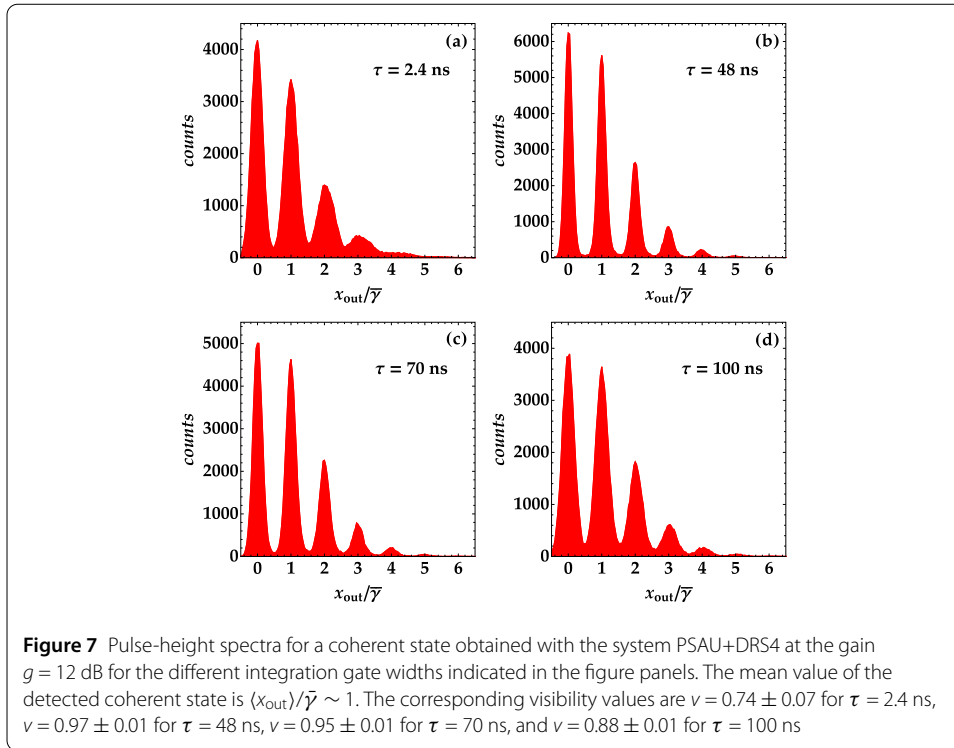 (a)
τ = 2.4 ns
counts
4000
3000
2000
1000
0
0 1 2 3 4 5 6
x_out/γ̅
(b)
τ = 48 ns
counts
6000
5000
4000
3000
2000
1000
0
0 1 2 3 4 5 6
x_out/γ̅
(c)
τ = 70 ns
counts
5000
4000
3000
2000
1000
0
0 1 2 3 4 5 6
x_out/γ̅
(d)
τ = 100 ns
counts
4000
3000
2000
1000
0
0 1 2 3 4 5 6
x_out/γ̅
Figure 7 Pulse-height spectra for a coherent state obtained with the system PSAU+DRS4 at the gain
g = 12 dB for the different integration gate widths indicated in the figure panels. The mean value of the
detected coherent state is ⟨x_out⟩/γ̅ ∼ 1. The corresponding visibility values are v = 0.74 ± 0.07 for τ = 2.4 ns,
v = 0.97 ± 0.01 for τ = 48 ns, v = 0.95 ± 0.01 for τ = 70 ns, and v = 0.88 ± 0.01 for τ = 100 ns